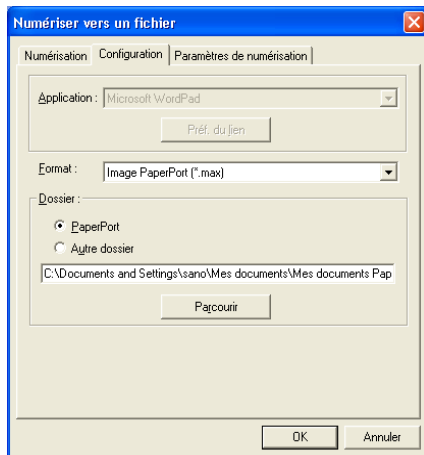 Numériser vers un fichier
Numérisation Configuration Paramètres de numérisation
Application : Microsoft WordPad
Préf. du lien
Format : Image PaperPort (*.max)
Dossier :
PaperPort
Autre dossier
C:\Documents and Settings\sano\Mes documents\Mes documents Pap
Parcourir
OK Annuler